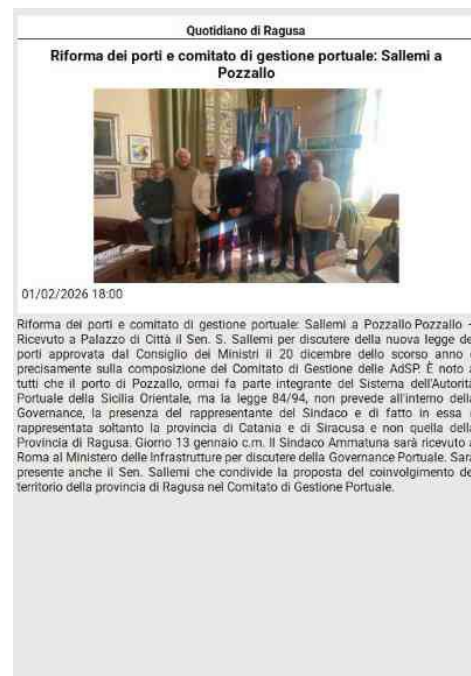 Quotidiano di Ragusa
Riforma dei porti e comitato di gestione portuale: Sallemi a
Pozzallo
01/02/2026 18:00
Riforma dei porti e comitato di gestione portuale: Sallemi a Pozzallo Pozzallo -
Ricevuto a Palazzo di Città il Sen. S. Sallemi per discutere della nuova legge de
porti approvata dal Consiglio dei Ministri il 20 dicembre dello scorso anno
precisamente sulla composizione del Comitato di Gestione delle AdSP. È noto a
tutti che il porto di Pozzallo, ormai fa parte integrante del Sistema dell'Autorità
Portuale della Sicilia Orientale, ma la legge 84/94, non prevede all'interno della
Governance, la presenza del rappresentante del Sindaco e di fatto in essa
rappresentata soltanto la provincia di Catania e di Siracusa e non quella della
Provincia di Ragusa. Giorno 13 gennaio c.m. Il Sindaco Ammatuna sarà ricevuto a
Roma al Ministero delle Infrastrutture per discutere della Governance Portuale. Sarà
presente anche il Sen. Sallemi che condivide la proposta del coinvolgimento de
territorio della provincia di Ragusa nel Comitato di Gestione Portuale.